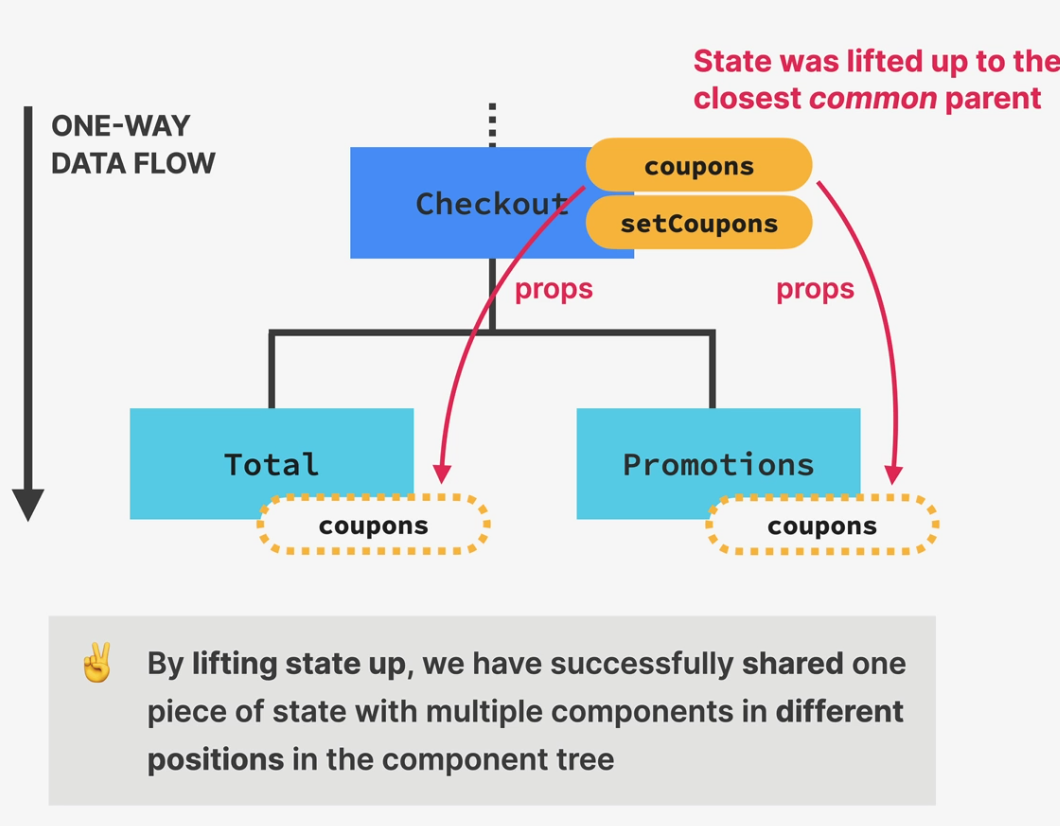 State was lifted up to the
closest common parent
ONE-WAY
DATA FLOW
coupons
Checkout
setCoupons
props
props
Total
Promotions
coupons
coupons
✌️ By lifting state up, we have successfully shared one
piece of state with multiple components in different
positions in the component tree